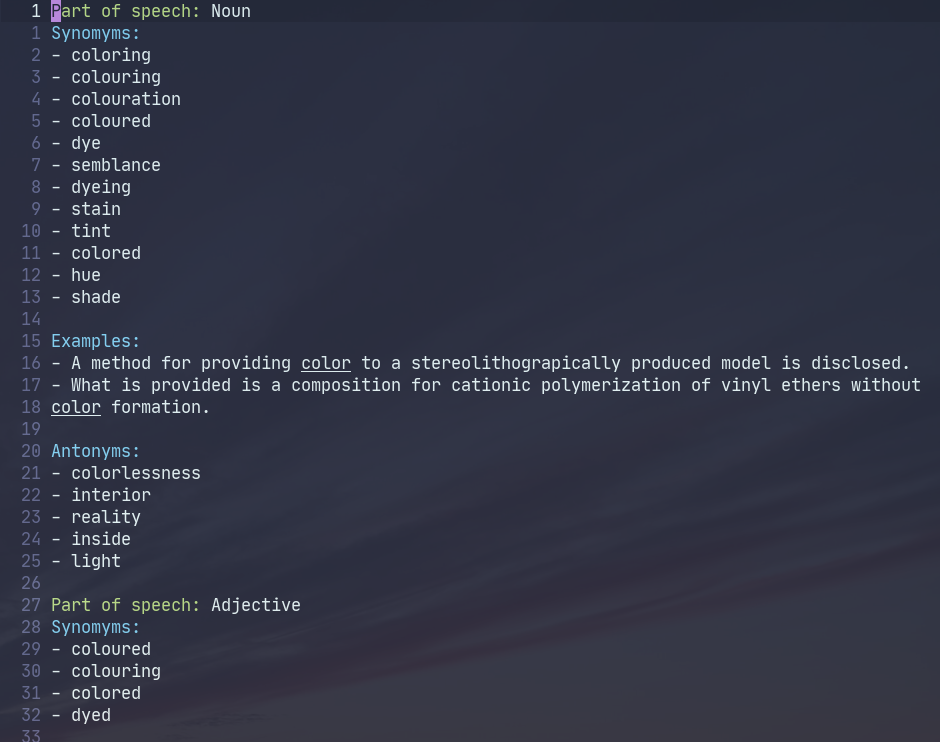 1 Part of speech: Noun
1 Synomyms:
2 - coloring
3 - colouring
4 - colouration
5 - coloured
6 - dye
7 - semblance
8 - dyeing
9 - stain
10 - tint
11 - colored
12 - hue
13 - shade
14
15 Examples:
16 - A method for providing color to a stereolithograpically produced model is disclosed.
17 - What is provided is a composition for cationic polymerization of vinyl ethers without
18 color formation.
19
20 Antonyms:
21 - colorlessness
22 - interior
23 - reality
24 - inside
25 - light
26
27 Part of speech: Adjective
28 Synomyms:
29 - coloured
30 - colouring
31 - colored
32 - dyed
33